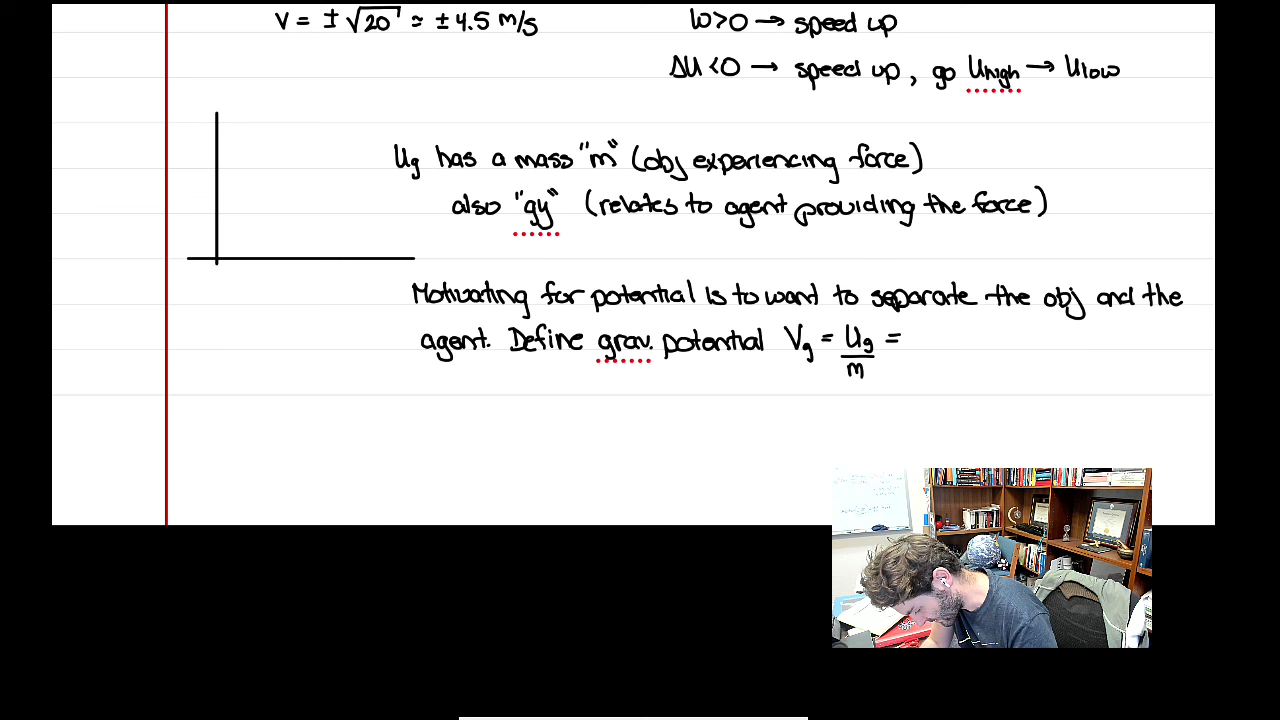 V = ± √20 ≈ ± 4.5 m/s
W>0 → speed up
ΔU <0 → speed up, go Uhigh → Ulow
Ug has a mass "m" (obj experiencing force)
also "gy" (relates to agent providing the force)
Motivating for potential is to want to separate the obj and the
agent. Define grav. potential Vg = Ug/m =